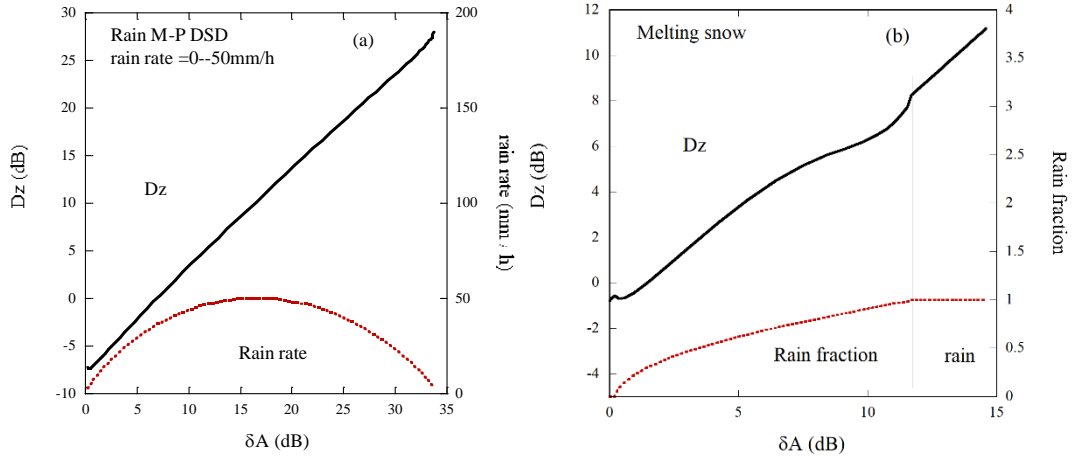 Rain M-P DSD
rain rate =0--50mm/h
(a)
30
25
20
15
10
5
0
-5
-10
Dz (dB)
Dz
Rain rate
200
150
100
50
0
rain rate (mm / h)
0 5 10 15 20 25 30 35
δA (dB)
Melting snow
(b)
12
10
8
6
4
2
0
-2
-4
Dz (dB)
Dz
Rain fraction
rain
4
3.5
3
2.5
2
1.5
1
0.5
0
Rain fraction
0 5 10 15
δA (dB)